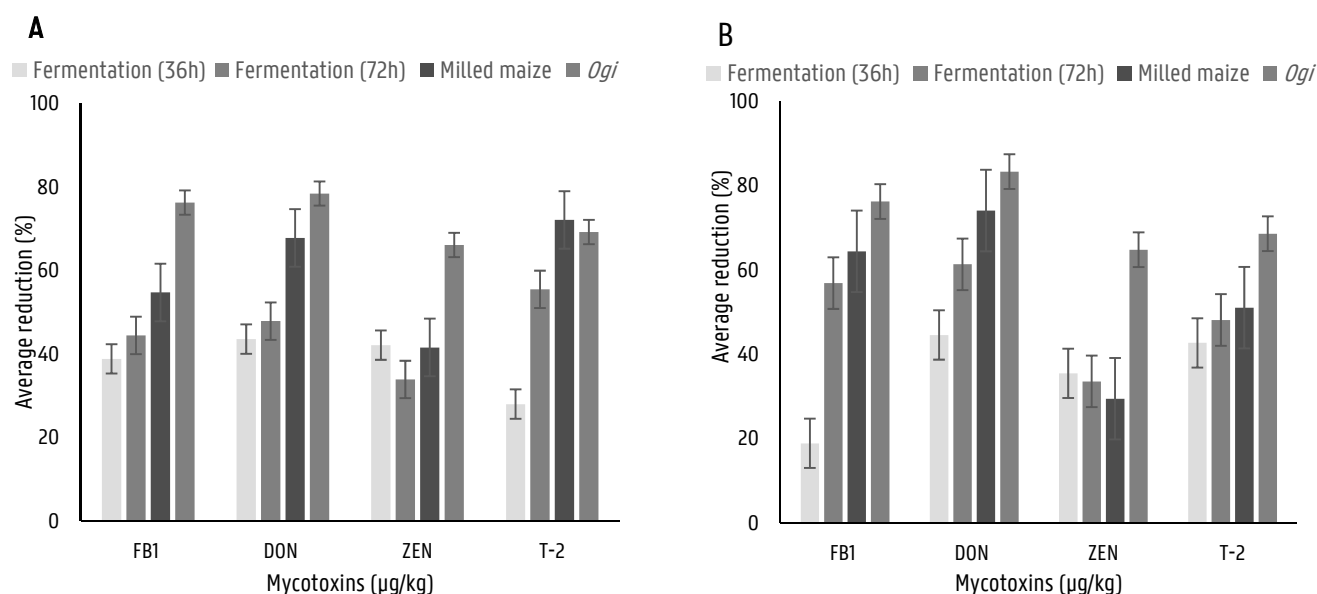 A
Fermentation (36h) Fermentation (72h) Milled maize Ogi
100
80
60
40
20
0
Average reduction (%)
FB1 DON ZEN T-2
Mycotoxins (µg/kg)
B
Fermentation (36h) Fermentation (72h) Milled maize Ogi
100
80
60
40
20
0
Average reduction (%)
FB1 DON ZEN T-2
Mycotoxins (µg/kg)